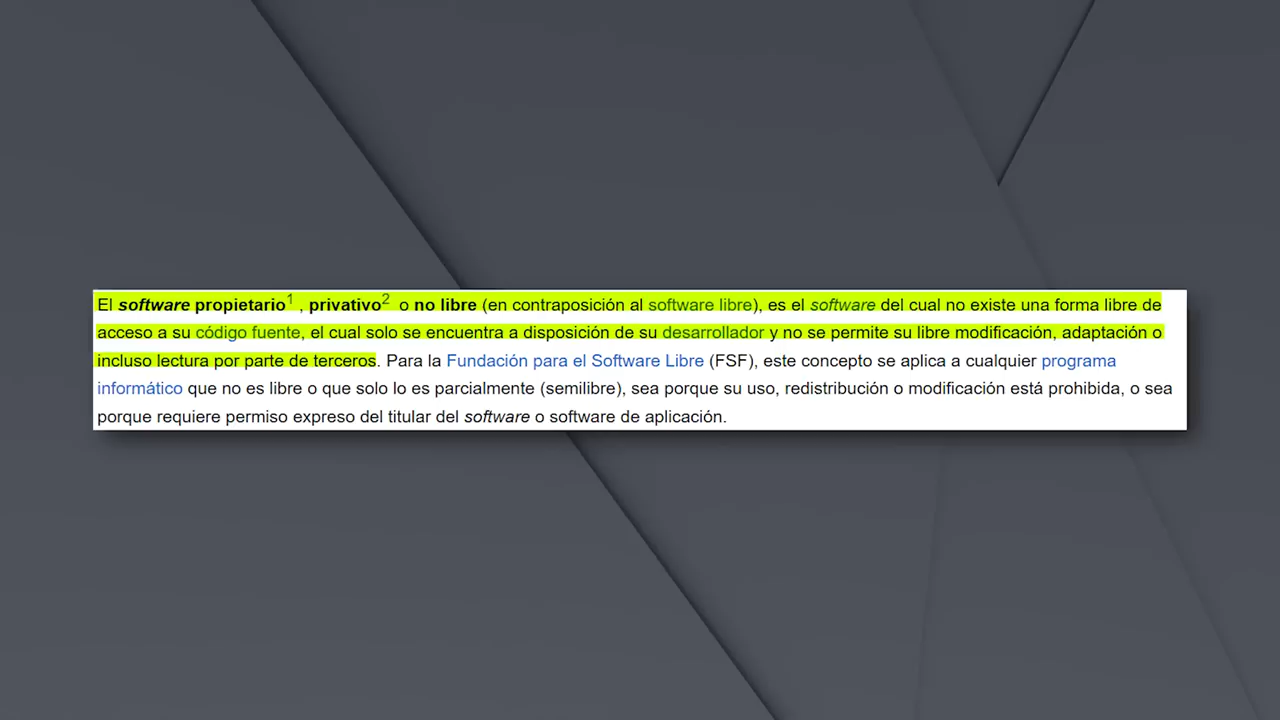 El software propietario1 , privativo2 o no libre (en contraposición al software libre), es el software del cual no existe una forma libre de
acceso a su código fuente, el cual solo se encuentra a disposición de su desarrollador y no se permite su libre modificación, adaptación o
incluso lectura por parte de terceros. Para la Fundación para el Software Libre (FSF), este concepto se aplica a cualquier programa
informático que no es libre o que solo lo es parcialmente (semilibre), sea porque su uso, redistribución o modificación está prohibida, o sea
porque requiere permiso expreso del titular del software o software de aplicación.